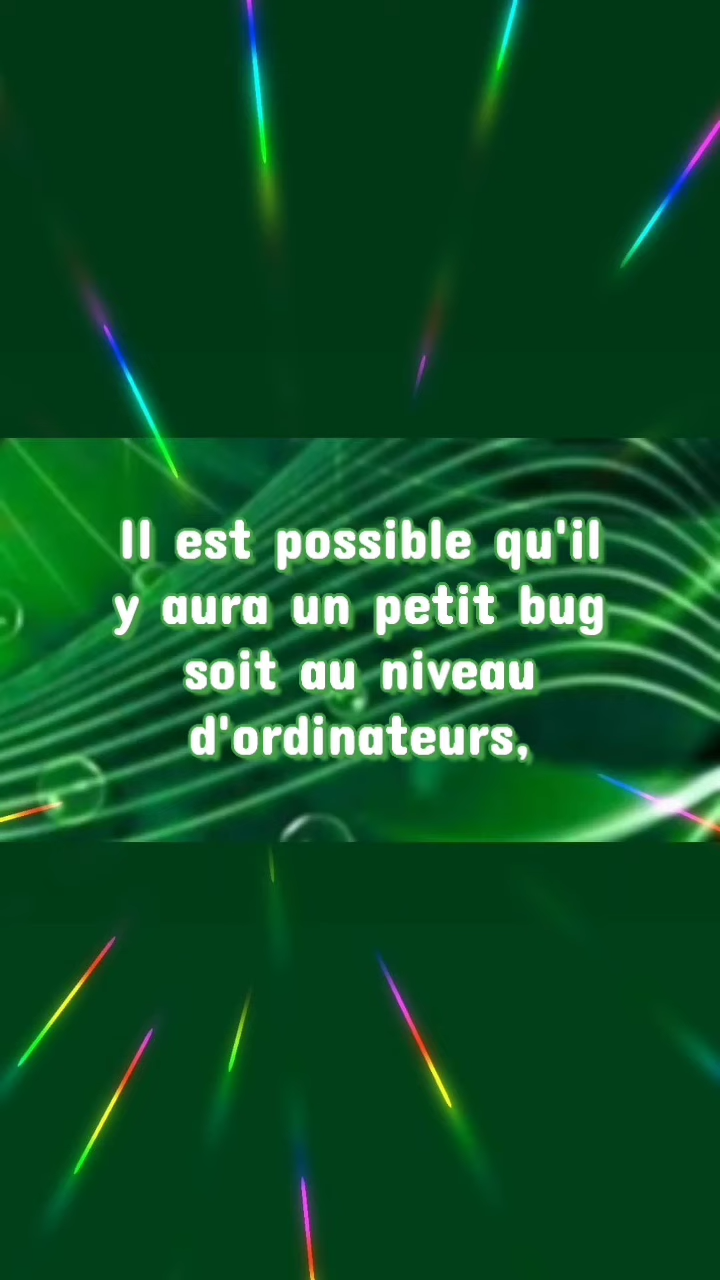 Il est possible qu'il
y aura un petit bug
soit au niveau
d'ordinateurs,